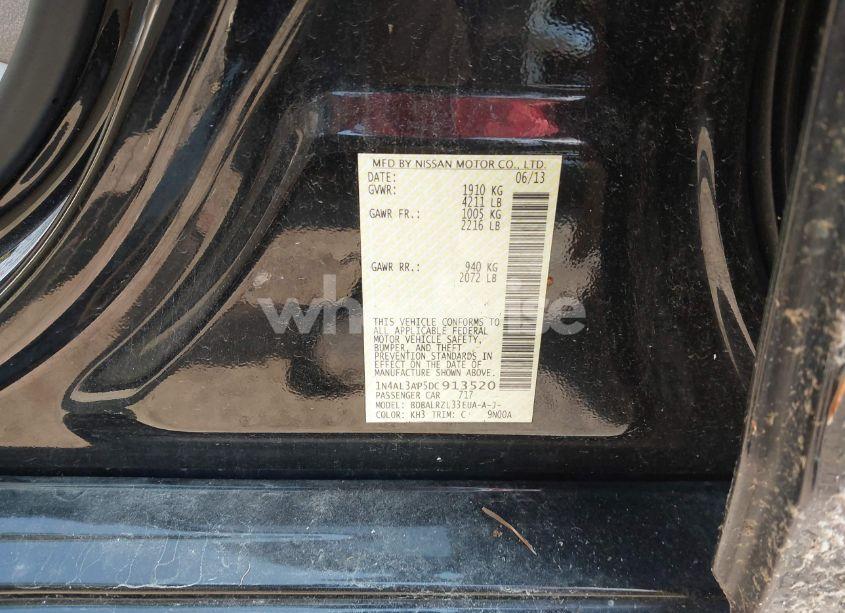 MFD BY NISSAN MOTOR CO., LTD.
DATE: 06/13
GVWR: 1910 KG
4211 LB
GAWR FR.: 1005 KG
2216 LB
GAWR RR.: 940 KG
2072 LB
THIS VEHICLE CONFORMS TO
ALL APPLICABLE FEDERAL
MOTOR VEHICLE SAFETY,
BUMPER, AND THEFT
PREVENTION STANDARDS IN
EFFECT ON THE DATE OF
MANUFACTURE SHOWN ABOVE.
1N4AL3AP5DC913520
PASSENGER CAR 717
MODEL: BDBALRZL33EUA-A-J-
COLOR: KH3 TRIM: C 9N00A